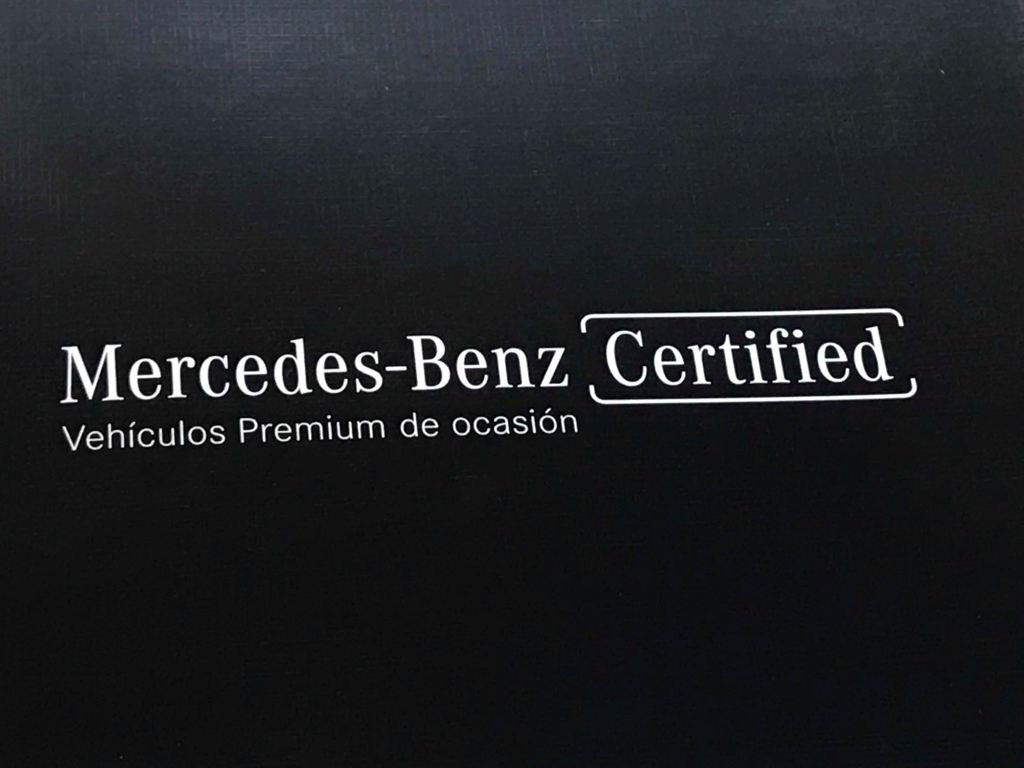 Mercedes-Benz Certified
Vehículos Premium de ocasión